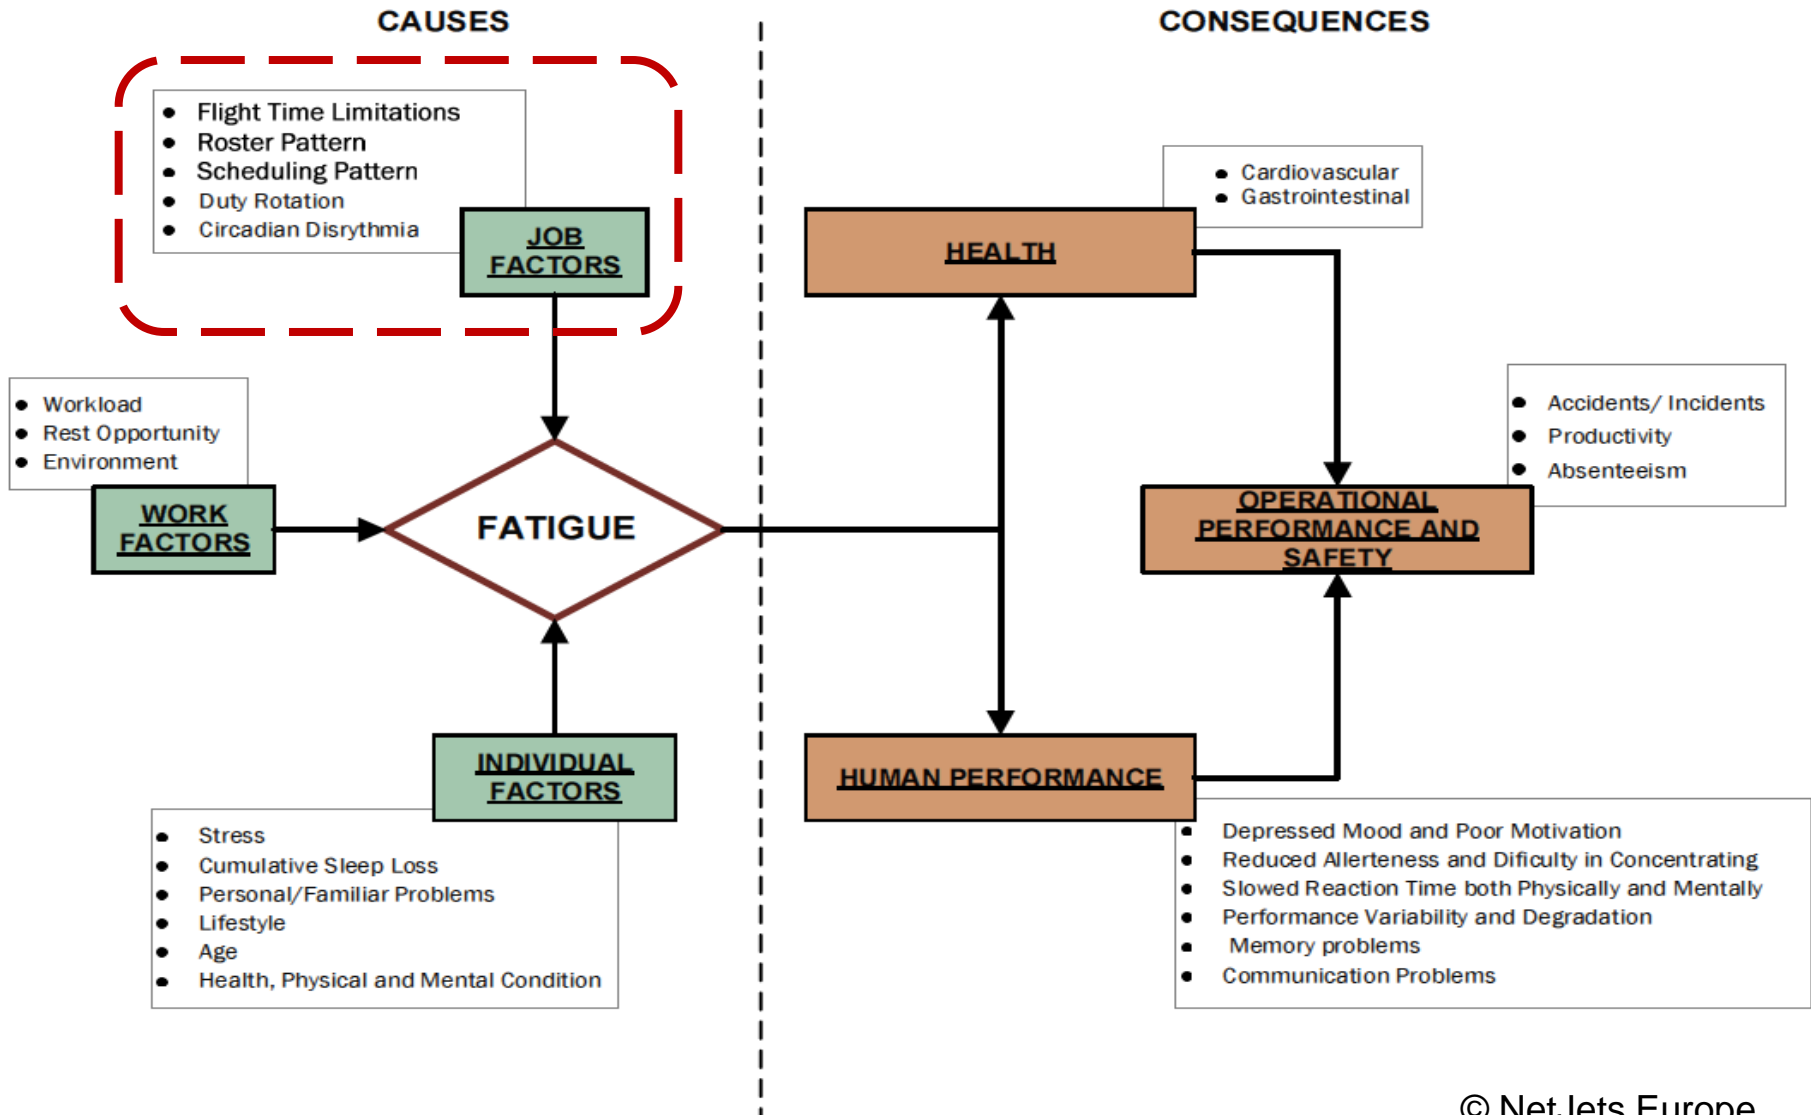 CAUSES
CONSEQUENCES
Flight Time Limitations
Roster Pattern
Scheduling Pattern
Duty Rotation
Circadian Disrythmia
JOB
FACTORS
Workload
Rest Opportunity
Environment
WORK
FACTORS
FATIGUE
INDIVIDUAL
FACTORS
Stress
Cumulative Sleep Loss
Personal/Familiar Problems
Lifestyle
Age
Health, Physical and Mental Condition
Cardiovascular
Gastrointestinal
HEALTH
Accidents/ Incidents
Productivity
Absenteeism
OPERATIONAL
PERFORMANCE AND
SAFETY
HUMAN PERFORMANCE
Depressed Mood and Poor Motivation
Reduced Allerteness and Dificulty in Concentrating
Slowed Reaction Time both Physically and Mentally
Performance Variability and Degradation
Memory problems
Communication Problems
© NetJets Europe